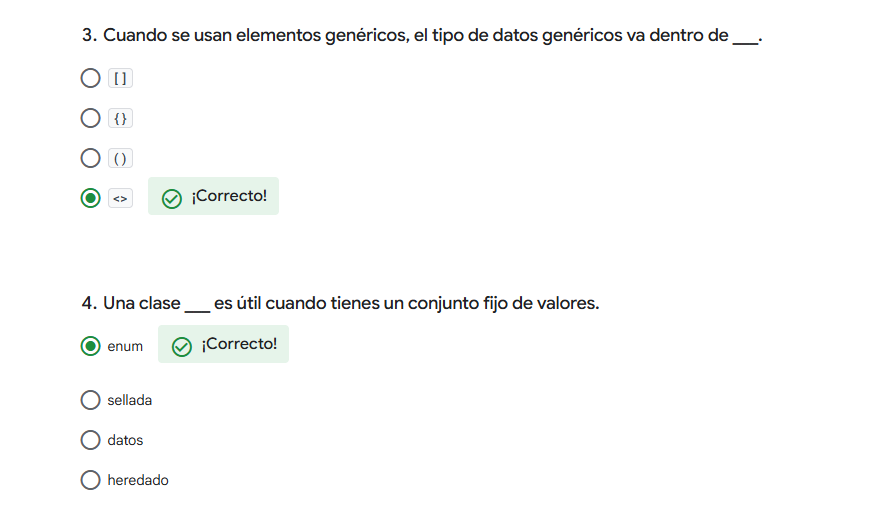 3. Cuando se usan elementos genéricos, el tipo de datos genéricos va dentro de ___.
[]
{}
()
<> ¡Correcto!
4. Una clase ___ es útil cuando tienes un conjunto fijo de valores.
enum ¡Correcto!
sellada
datos
heredado